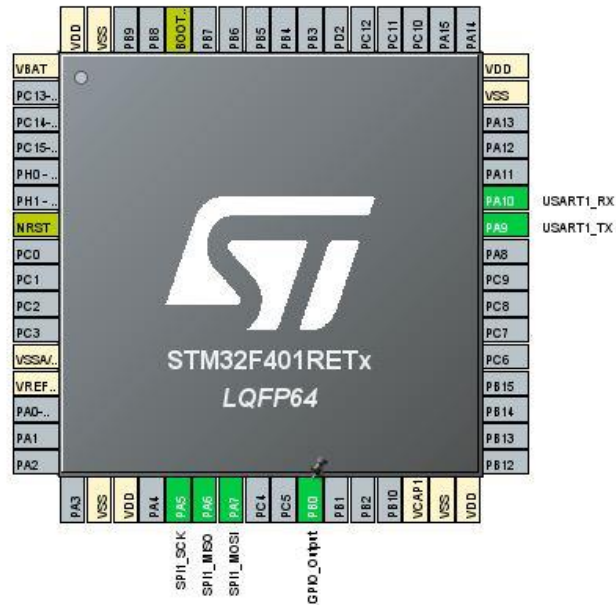 VDD
VSS
PB9
PB8
BOOT..
PB7
PB6
PB5
PB4
PB3
PD2
PC12
PC11
PC10
PA15
PA14
VBAT
PC13-..
PC14-..
PC15-..
PH0-..
PH1-..
NRST
PC0
PC1
PC2
PC3
VSSA/..
VREF..
PA0-..
PA1
PA2
VDD
VSS
PA13
PA12
PA11
PA10 USART1_RX
PA9 USART1_TX
PA8
PC9
PC8
PC7
PC6
PB15
PB14
PB13
PB12
ST
STM32F401RETx
LQFP64
PA3
VSS
VDD
PA4
PA5
PA6
PA7
PC4
PC5
PB0
PB1
PB2
PB10
VCAP1
VSS
VDD
SPI1_SCK
SPI1_MISO
SPI1_MOSI
GPIO_Output